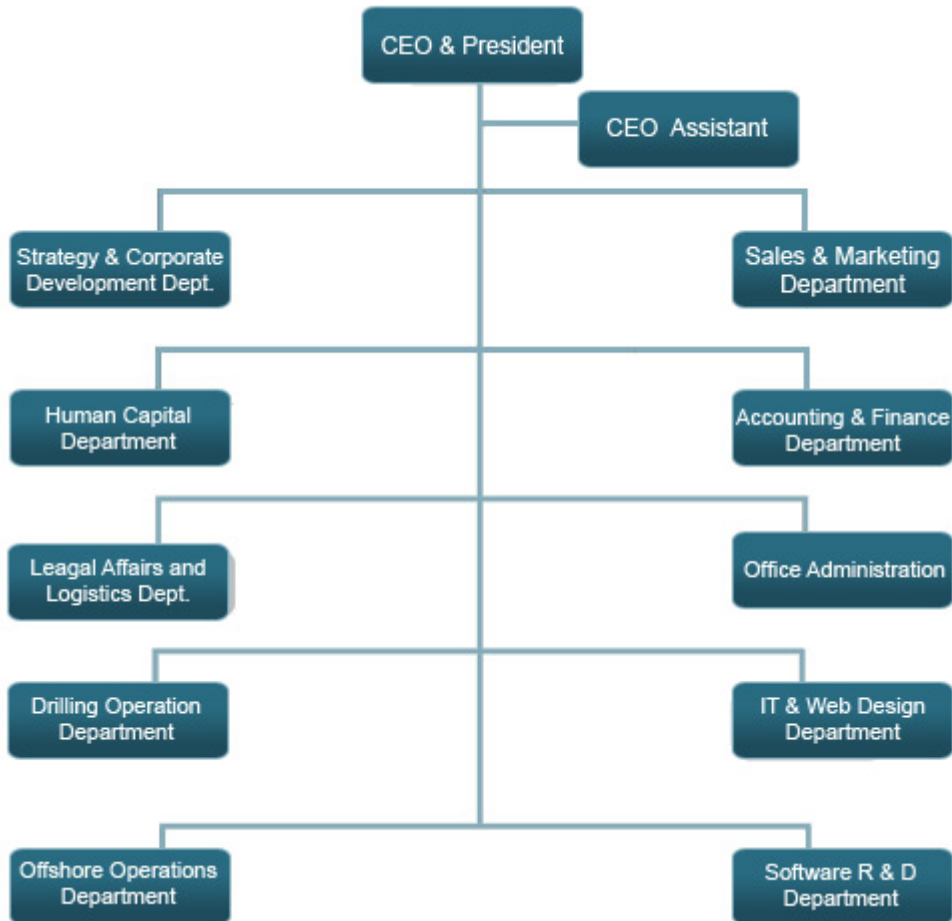 CEO & President
CEO Assistant
Strategy & Corporate
Development Dept.
Sales & Marketing
Department
Human Capital
Department
Accounting & Finance
Department
Leagal Affairs and
Logistics Dept.
Office Administration
Drilling Operation
Department
IT & Web Design
Department
Offshore Operations
Department
Software R & D
Department